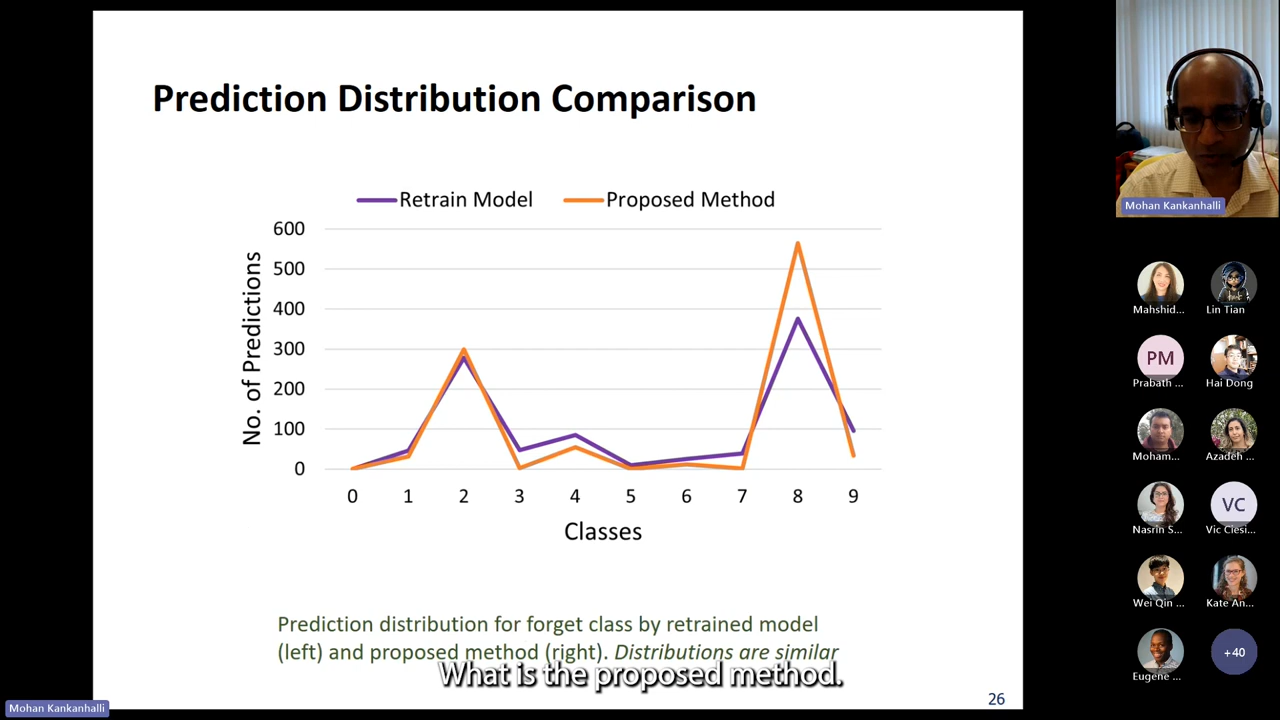 Prediction Distribution Comparison
Retrain Model
Proposed Method
600
500
400
300
200
100
0
No. of Predictions
0 1 2 3 4 5 6 7 8 9
Classes
Prediction distribution for forget class by retrained model
(left) and proposed method (right). Distributions are similar
What is the proposed method.
26
Mohan Kankanhalli
Mohan Kankanhalli
Mahshid...
Lin Tian
PM
Prabath ...
Hai Dong
Moham...
Azadeh ...
Nasrin S...
VC
Vic Ciesi...
Wei Qin ...
Kate An...
Eugene ...
+40